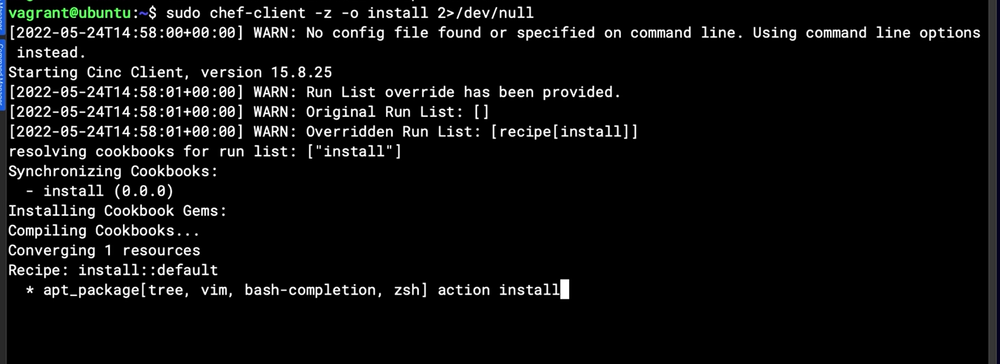 vagrant@ubuntu:~$ sudo chef-client -z -o install 2>/dev/null
[2022-05-24T14:58:00+00:00] WARN: No config file found or specified on command line. Using command line options
 instead.
Starting Cinc Client, version 15.8.25
[2022-05-24T14:58:01+00:00] WARN: Run List override has been provided.
[2022-05-24T14:58:01+00:00] WARN: Original Run List: []
[2022-05-24T14:58:01+00:00] WARN: Overridden Run List: [recipe[install]]
resolving cookbooks for run list: ["install"]
Synchronizing Cookbooks:
  - install (0.0.0)
Installing Cookbook Gems:
Compiling Cookbooks...
Converging 1 resources
Recipe: install::default
  * apt_package[tree, vim, bash-completion, zsh] action install